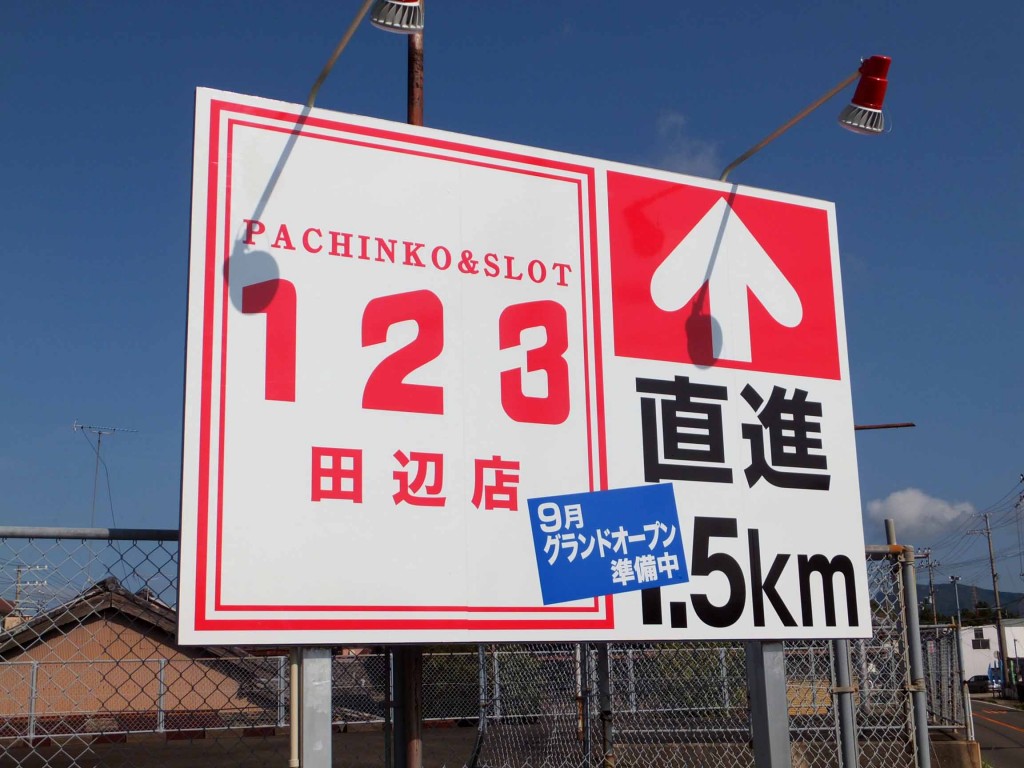 PACHINKO&SLOT
123
田辺店
直進
1.5km
9月
グランドオープン
準備中